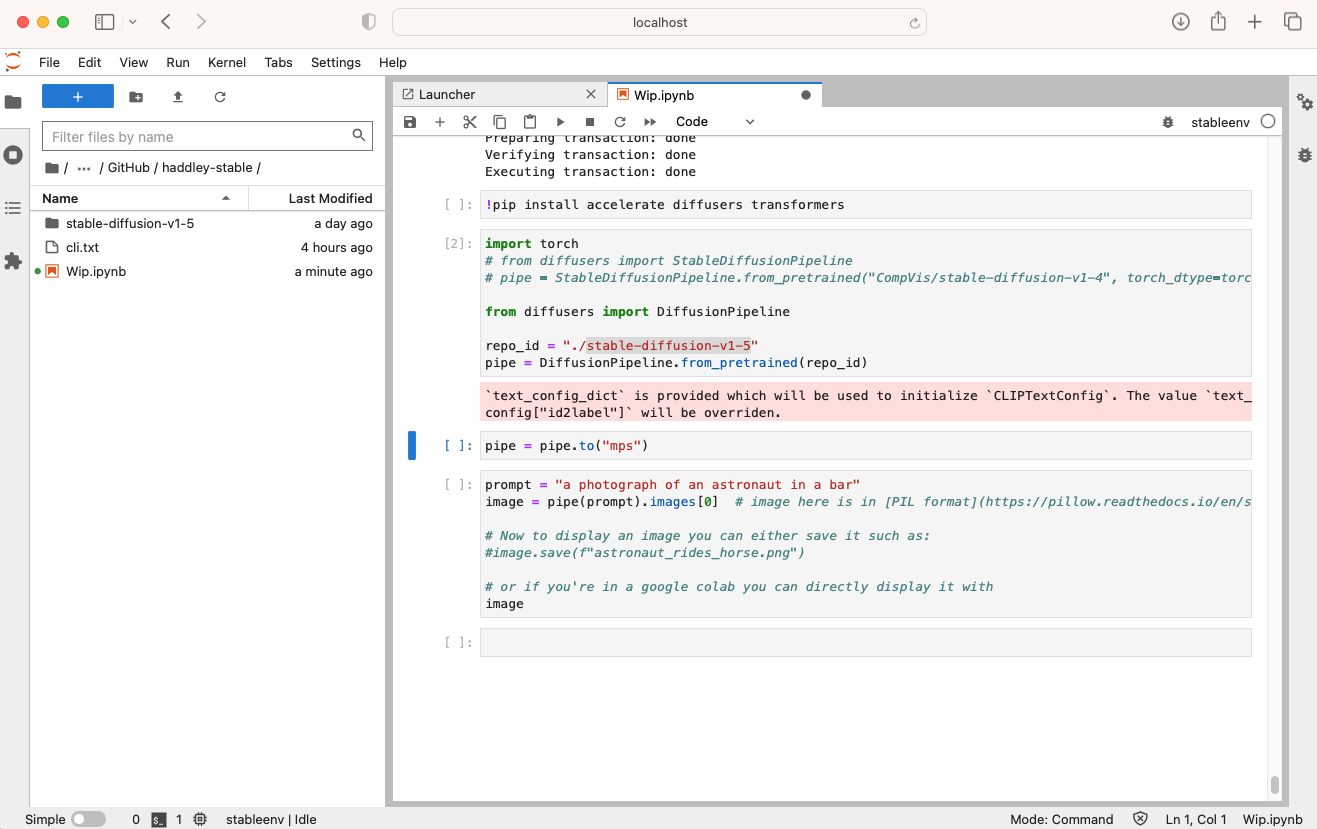 localhost
File Edit View Run Kernel Tabs Settings Help
Launcher
Wip.ipynb
Code
stableenv
Filter files by name
/ ... / GitHub / haddley-stable /
Name Last Modified
stable-diffusion-v1-5 a day ago
cli.txt 4 hours ago
Wip.ipynb a minute ago
Preparing transaction: done
Verifying transaction: done
Executing transaction: done
[ ]: !pip install accelerate diffusers transformers
[2]: import torch
# from diffusers import StableDiffusionPipeline
# pipe = StableDiffusionPipeline.from_pretrained("CompVis/stable-diffusion-v1-4", torch_dtype=torc
from diffusers import DiffusionPipeline
repo_id = "./stable-diffusion-v1-5"
pipe = DiffusionPipeline.from_pretrained(repo_id)
`text_config_dict` is provided which will be used to initialize `CLIPTextConfig`. The value `text_
config["id2label"]` will be overriden.
[ ]: pipe = pipe.to("mps")
[ ]: prompt = "a photograph of an astronaut in a bar"
image = pipe(prompt).images[0]  # image here is in [PIL format](https://pillow.readthedocs.io/en/s
# Now to display an image you can either save it such as:
#image.save(f"astronaut_rides_horse.png")
# or if you're in a google colab you can directly display it with
image
[ ]:
Simple 0 $_ 1 stableenv | Idle Mode: Command Ln 1, Col 1 Wip.ipynb